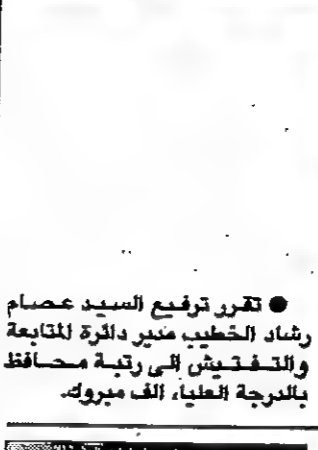 ● تقرر ترفيع السيد عصام
رشاد الخطيب مدير دائرة المتابعة
والتفتيش الى رتبة محافظ
بالدرجة العليا، الف مبروك.